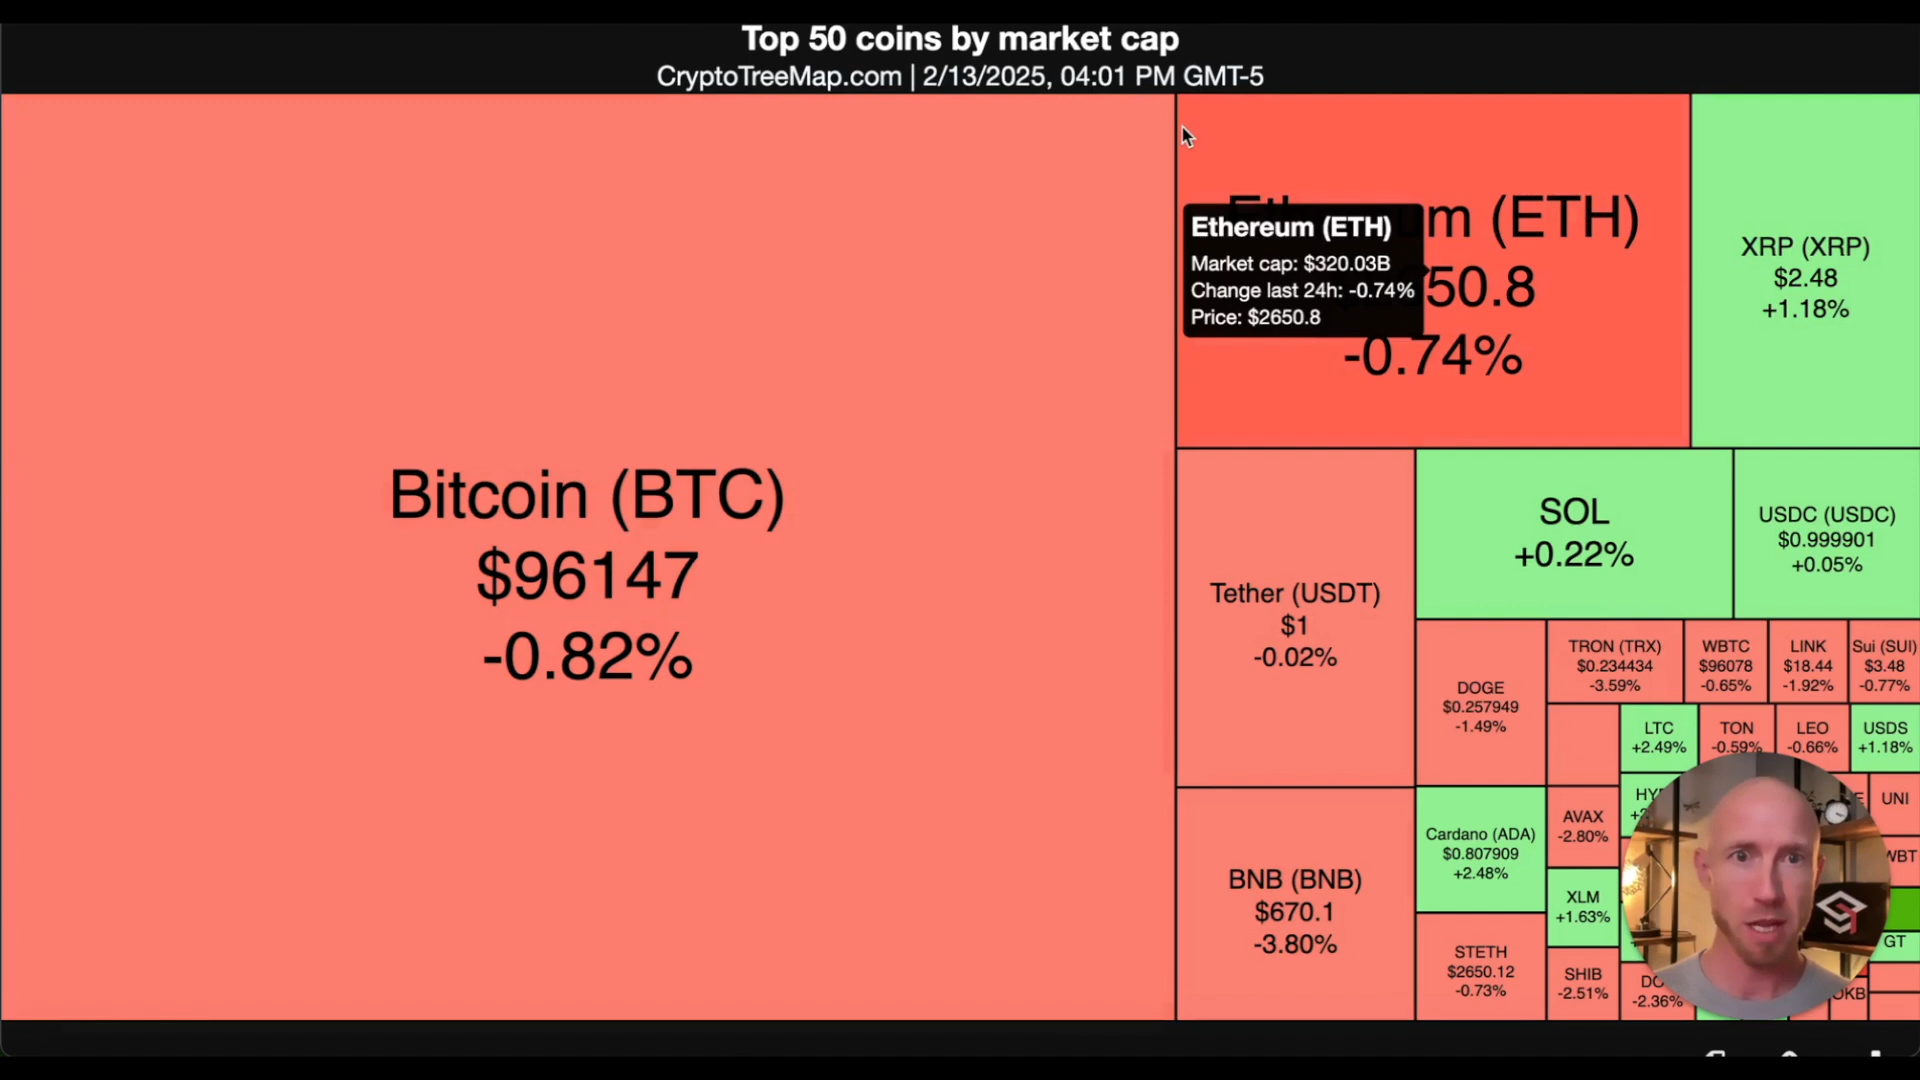 Top 50 coins by market cap
CryptoTreeMap.com | 2/13/2025, 04:01 PM GMT-5
Bitcoin (BTC)
$96147
-0.82%
(ETH)
50.8
-0.74%
Ethereum (ETH)
Market cap: $320.03B
Change last 24h: -0.74%
Price: $2650.8
XRP (XRP)
$2.48
+1.18%
Tether (USDT)
$1
-0.02%
SOL
+0.22%
USDC (USDC)
$0.999901
+0.05%
BNB (BNB)
$670.1
-3.80%
DOGE
$0.257949
-1.49%
TRON (TRX)
$0.234434
-3.59%
WBTC
$96078
-0.65%
LINK
$18.44
-1.92%
Sui (SUI)
$3.48
-0.77%
LTC
+2.49%
TON
-0.59%
LEO
-0.66%
USDS
+1.18%
Cardano (ADA)
$0.807909
+2.48%
AVAX
-2.80%
UNI
XLM
+1.63%
GT
STETH
$2650.12
-0.73%
SHIB
-2.51%
-2.36%